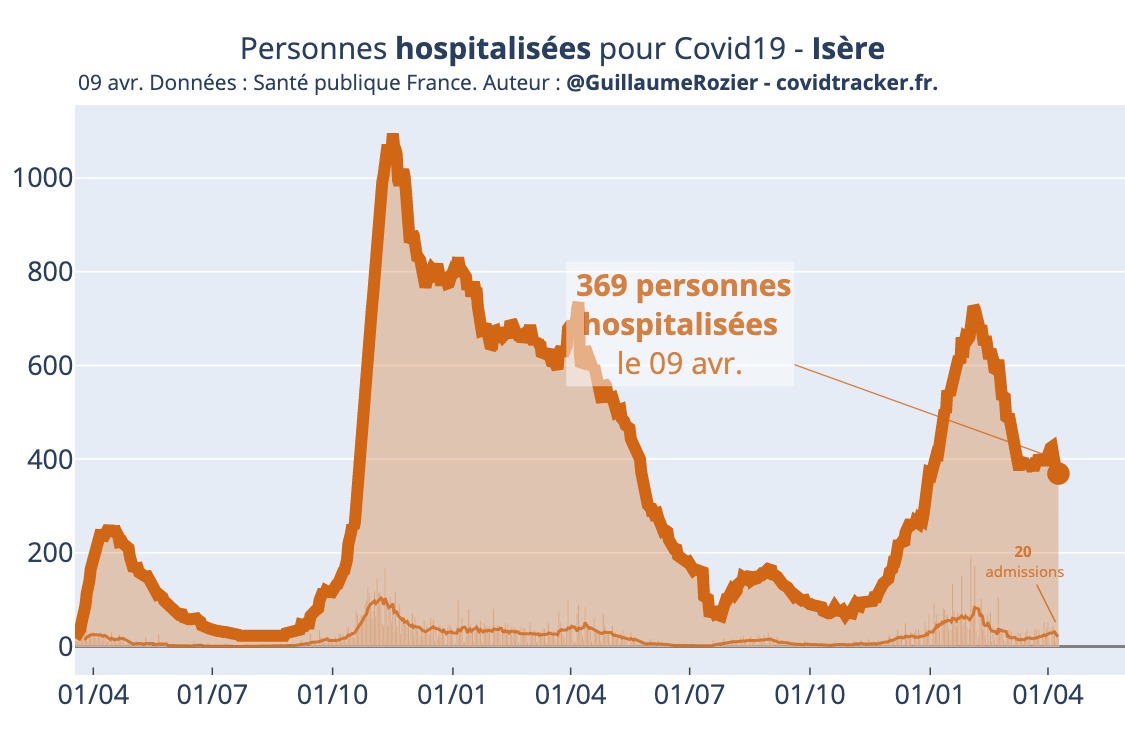 Personnes hospitalisées pour Covid19 - Isère
09 avr. Données : Santé publique France. Auteur : @GuillaumeRozier - covidtracker.fr.
1000
800
600
400
200
0
369 personnes
hospitalisées
le 09 avr.
20
admissions
01/04
01/07
01/10
01/01
01/04
01/07
01/10
01/01
01/04